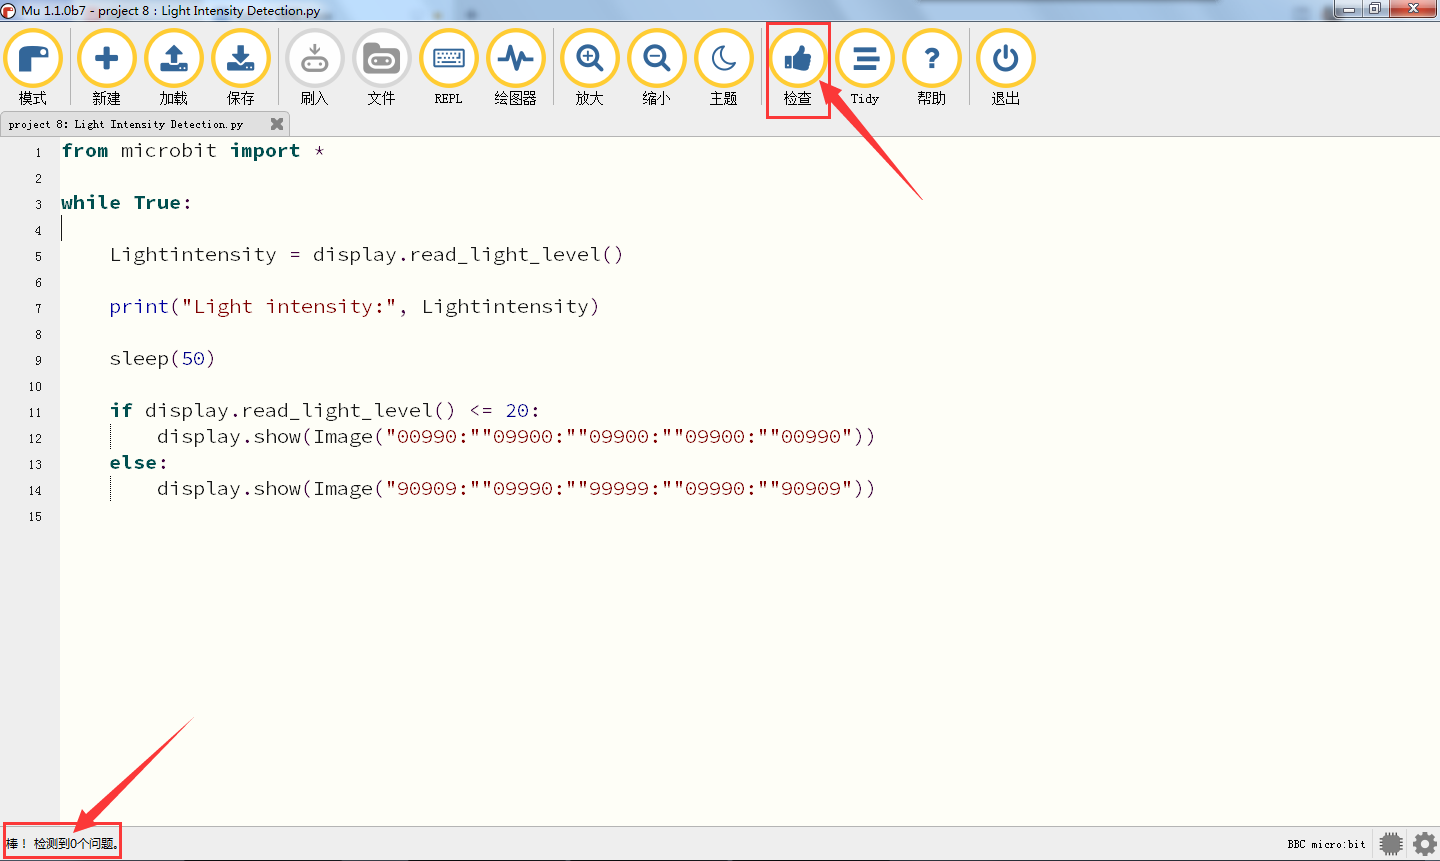 Mu 1.1.0b7 - project 8 : Light Intensity Detection.py
模式 新建 加载 保存 刷入 文件 REPL 绘图器 放大 缩小 主题 检查 Tidy 帮助 退出
project 8: Light Intensity Detection.py
1 from microbit import *
2
3 while True:
4
5 Lightintensity = display.read_light_level()
6
7 print("Light intensity:", Lightintensity)
8
9 sleep(50)
10
11 if display.read_light_level() <= 20:
12 display.show(Image("00990:""09900:""09900:""09900:""00990"))
13 else:
14 display.show(Image("90909:""09990:""99999:""09990:""90909"))
15
棒！ 检测到0个问题。
BBC micro:bit